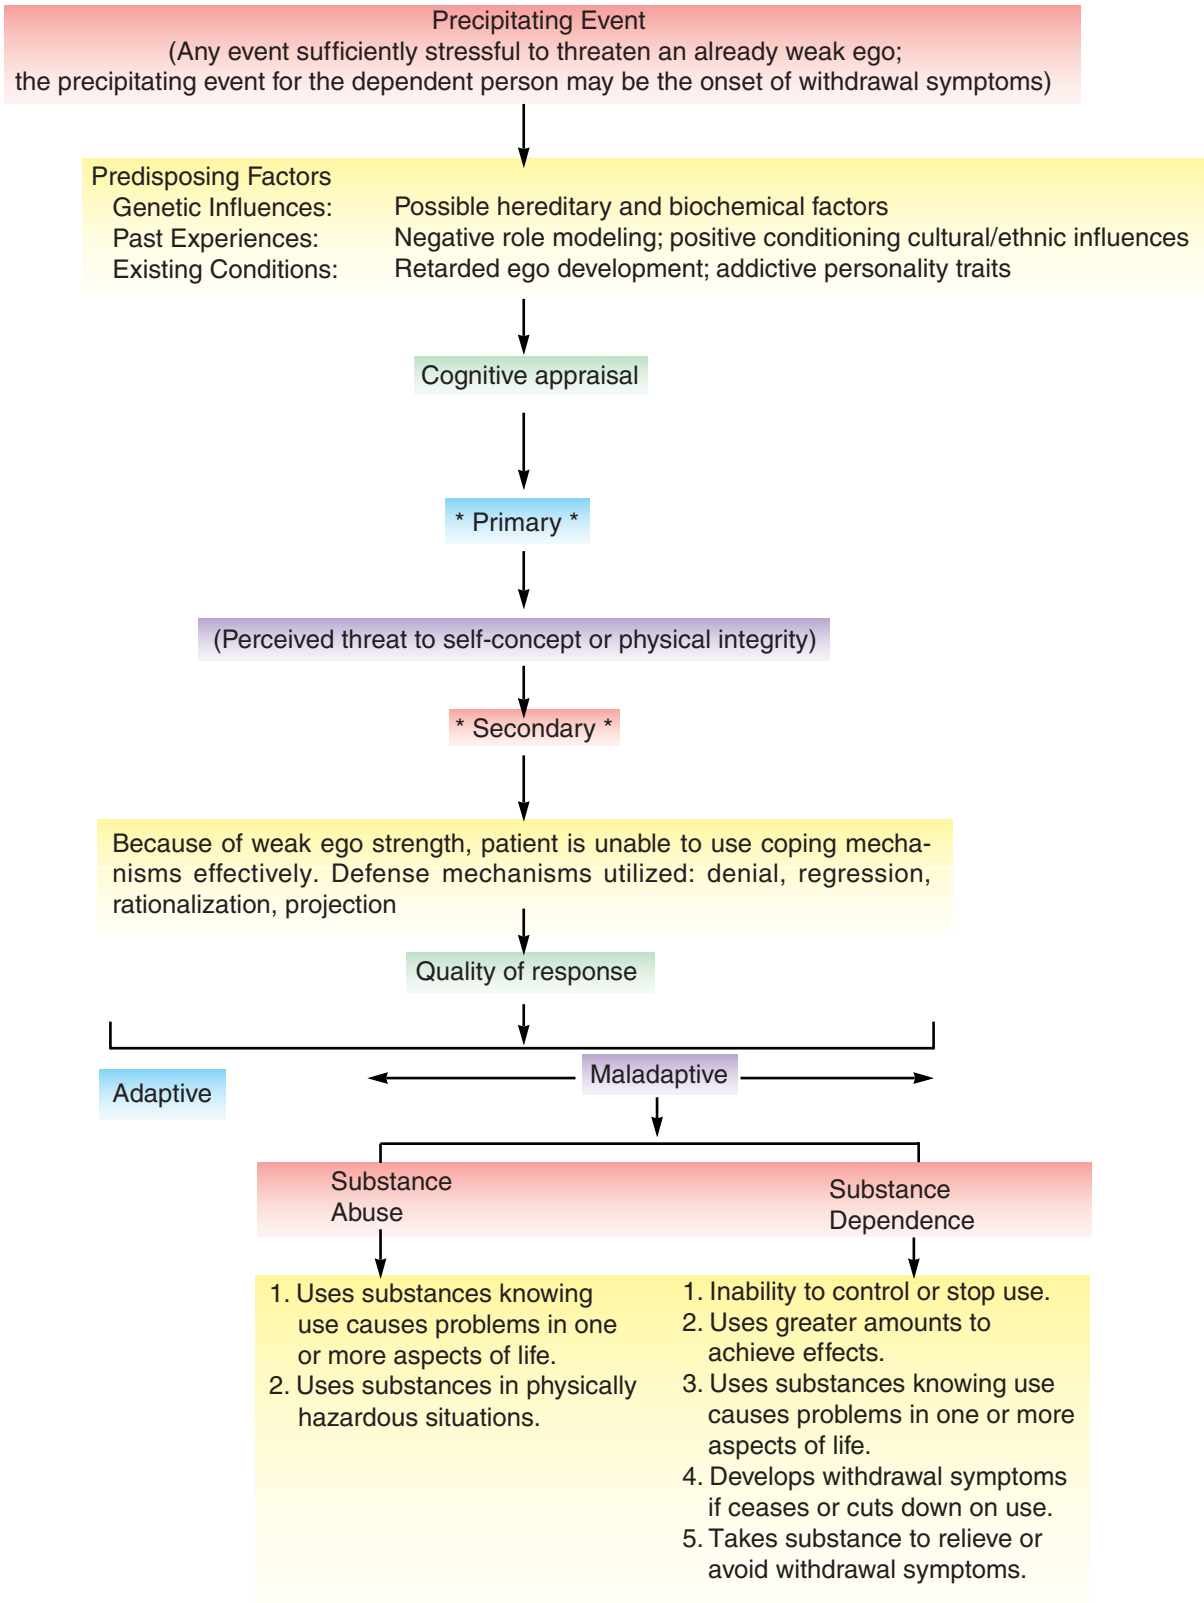 Precipitating Event
(Any event sufficiently stressful to threaten an already weak ego;
the precipitating event for the dependent person may be the onset of withdrawal symptoms)
Predisposing Factors
Genetic Influences: Possible hereditary and biochemical factors
Past Experiences: Negative role modeling; positive conditioning cultural/ethnic influences
Existing Conditions: Retarded ego development; addictive personality traits
Cognitive appraisal
* Primary *
(Perceived threat to self-concept or physical integrity)
* Secondary *
Because of weak ego strength, patient is unable to use coping mecha-
nisms effectively. Defense mechanisms utilized: denial, regression,
rationalization, projection
Quality of response
Adaptive
Maladaptive
Substance
Abuse
1. Uses substances knowing
use causes problems in one
or more aspects of life.
2. Uses substances in physically
hazardous situations.
Substance
Dependence
1. Inability to control or stop use.
2. Uses greater amounts to
achieve effects.
3. Uses substances knowing use
causes problems in one or more
aspects of life.
4. Develops withdrawal symptoms
if ceases or cuts down on use.
5. Takes substance to relieve or
avoid withdrawal symptoms.